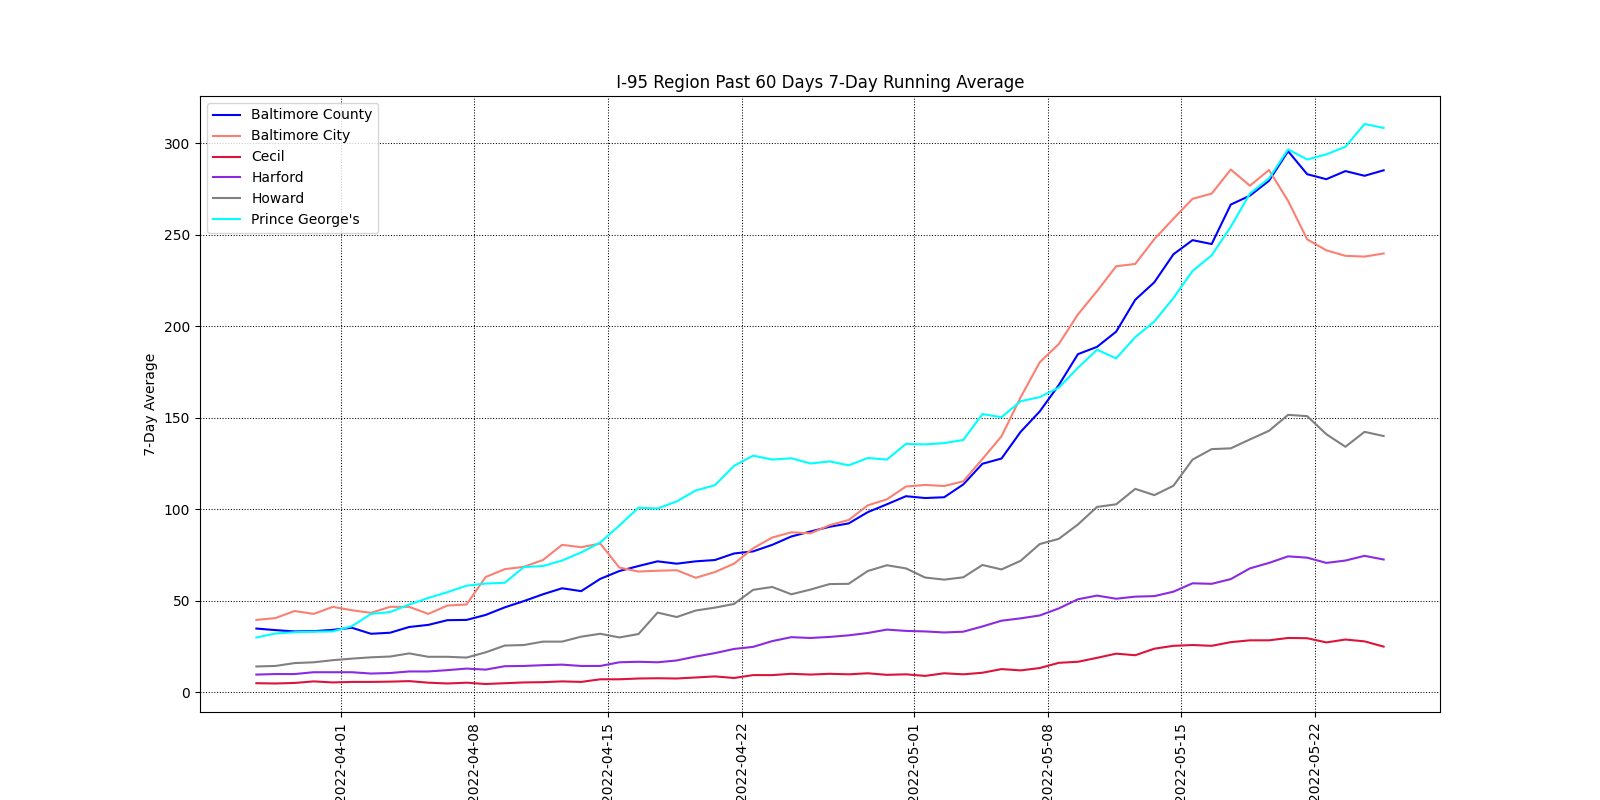 I-95 Region Past 60 Days 7-Day Running Average
Baltimore County
Baltimore City
Cecil
Harford
Howard
Prince George's
7-Day Average
300
250
200
150
100
50
0
2022-04-01
2022-04-08
2022-04-15
2022-04-22
2022-05-01
2022-05-08
2022-05-15
2022-05-22